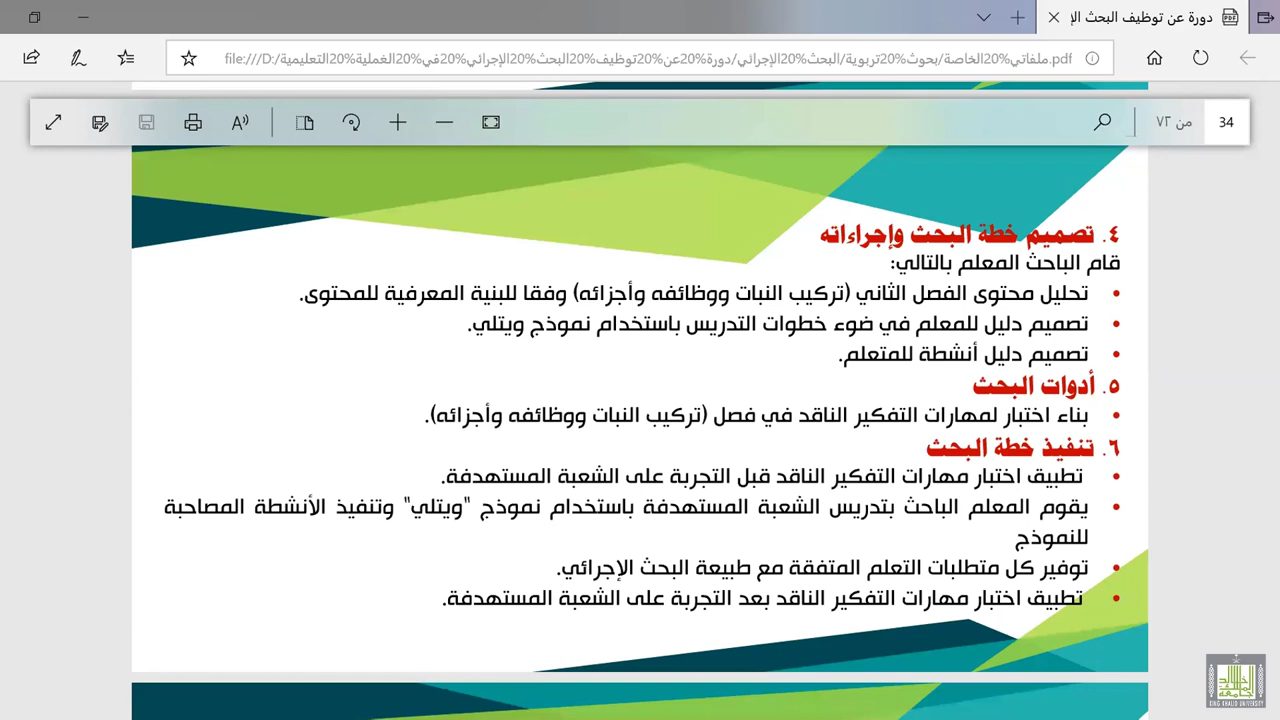 دورة عن توظيف البحث الإ
file:///D:/ملفاتي%20الخاصة/بحوث%20تربوية/البحث%20الإجرائي/دورة%20عن%20توظيف%20البحث%20الإجرائي%20في%20الغملية%20التعليمية.pdf
34 من ٧٢
٤. تصميم خطة البحث وإجراءاته
قام الباحث المعلم بالتالي:
• تحليل محتوى الفصل الثاني (تركيب النبات ووظائفه وأجزائه) وفقا للبنية المعرفية للمحتوى.
• تصميم دليل للمعلم في ضوء خطوات التدريس باستخدام نموذج ويتلي.
• تصميم دليل أنشطة للمتعلم.
٥. أدوات البحث
• بناء اختبار لمهارات التفكير الناقد في فصل (تركيب النبات ووظائفه وأجزائه).
٦. تنفيذ خطة البحث
• تطبيق اختبار مهارات التفكير الناقد قبل التجربة على الشعبة المستهدفة.
• يقوم المعلم الباحث بتدريس الشعبة المستهدفة باستخدام نموذج "ويتلي" وتنفيذ الأنشطة المصاحبة
للنموذج
• توفير كل متطلبات التعلم المتفقة مع طبيعة البحث الإجرائي.
• تطبيق اختبار مهارات التفكير الناقد بعد التجربة على الشعبة المستهدفة.
KING KHALID UNIVERSITY